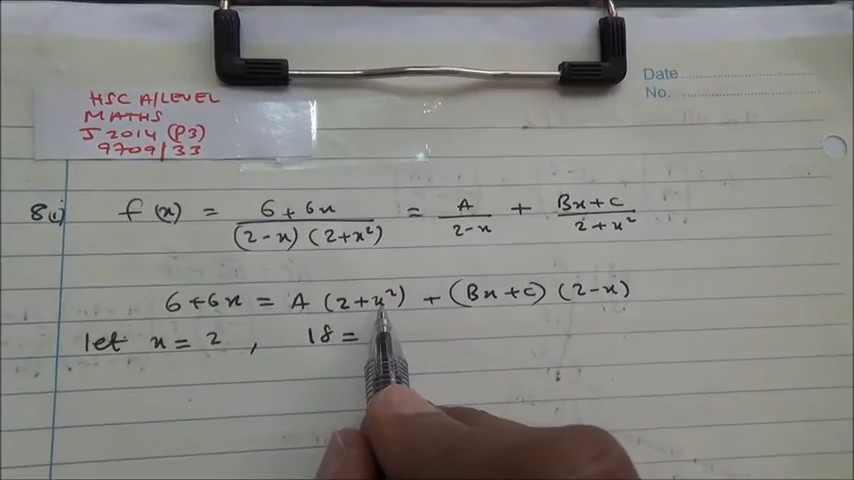 Date
No.
HSC A/LEVEL
MATHS
J 2014 (P3)
9709/33
8(i) f(x) = 6+6x / (2-x)(2+x²) = A / 2-x + Bx+C / 2+x²
6+6x = A(2+x²) + (Bx+C)(2-x)
let x = 2, 18 =